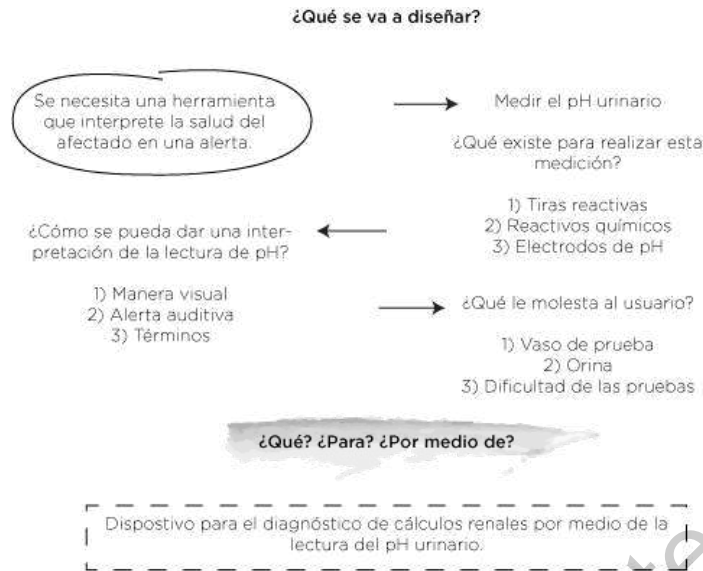 ¿Qué se va a diseñar?
Se necesita una herramienta
que interprete la salud del
afectado en una alerta.
Medir el pH urinario
¿Qué existe para realizar esta
medición?
1) Tiras reactivas
2) Reactivos químicos
3) Electrodos de pH
¿Cómo se pueda dar una inter-
pretación de la lectura de pH?
1) Manera visual
2) Alerta auditiva
3) Términos
¿Qué le molesta al usuario?
1) Vaso de prueba
2) Orina
3) Dificultad de las pruebas
¿Qué? ¿Para? ¿Por medio de?
Dispostivo para el diagnóstico de cálculos renales por medio de la
lectura del pH urinario.